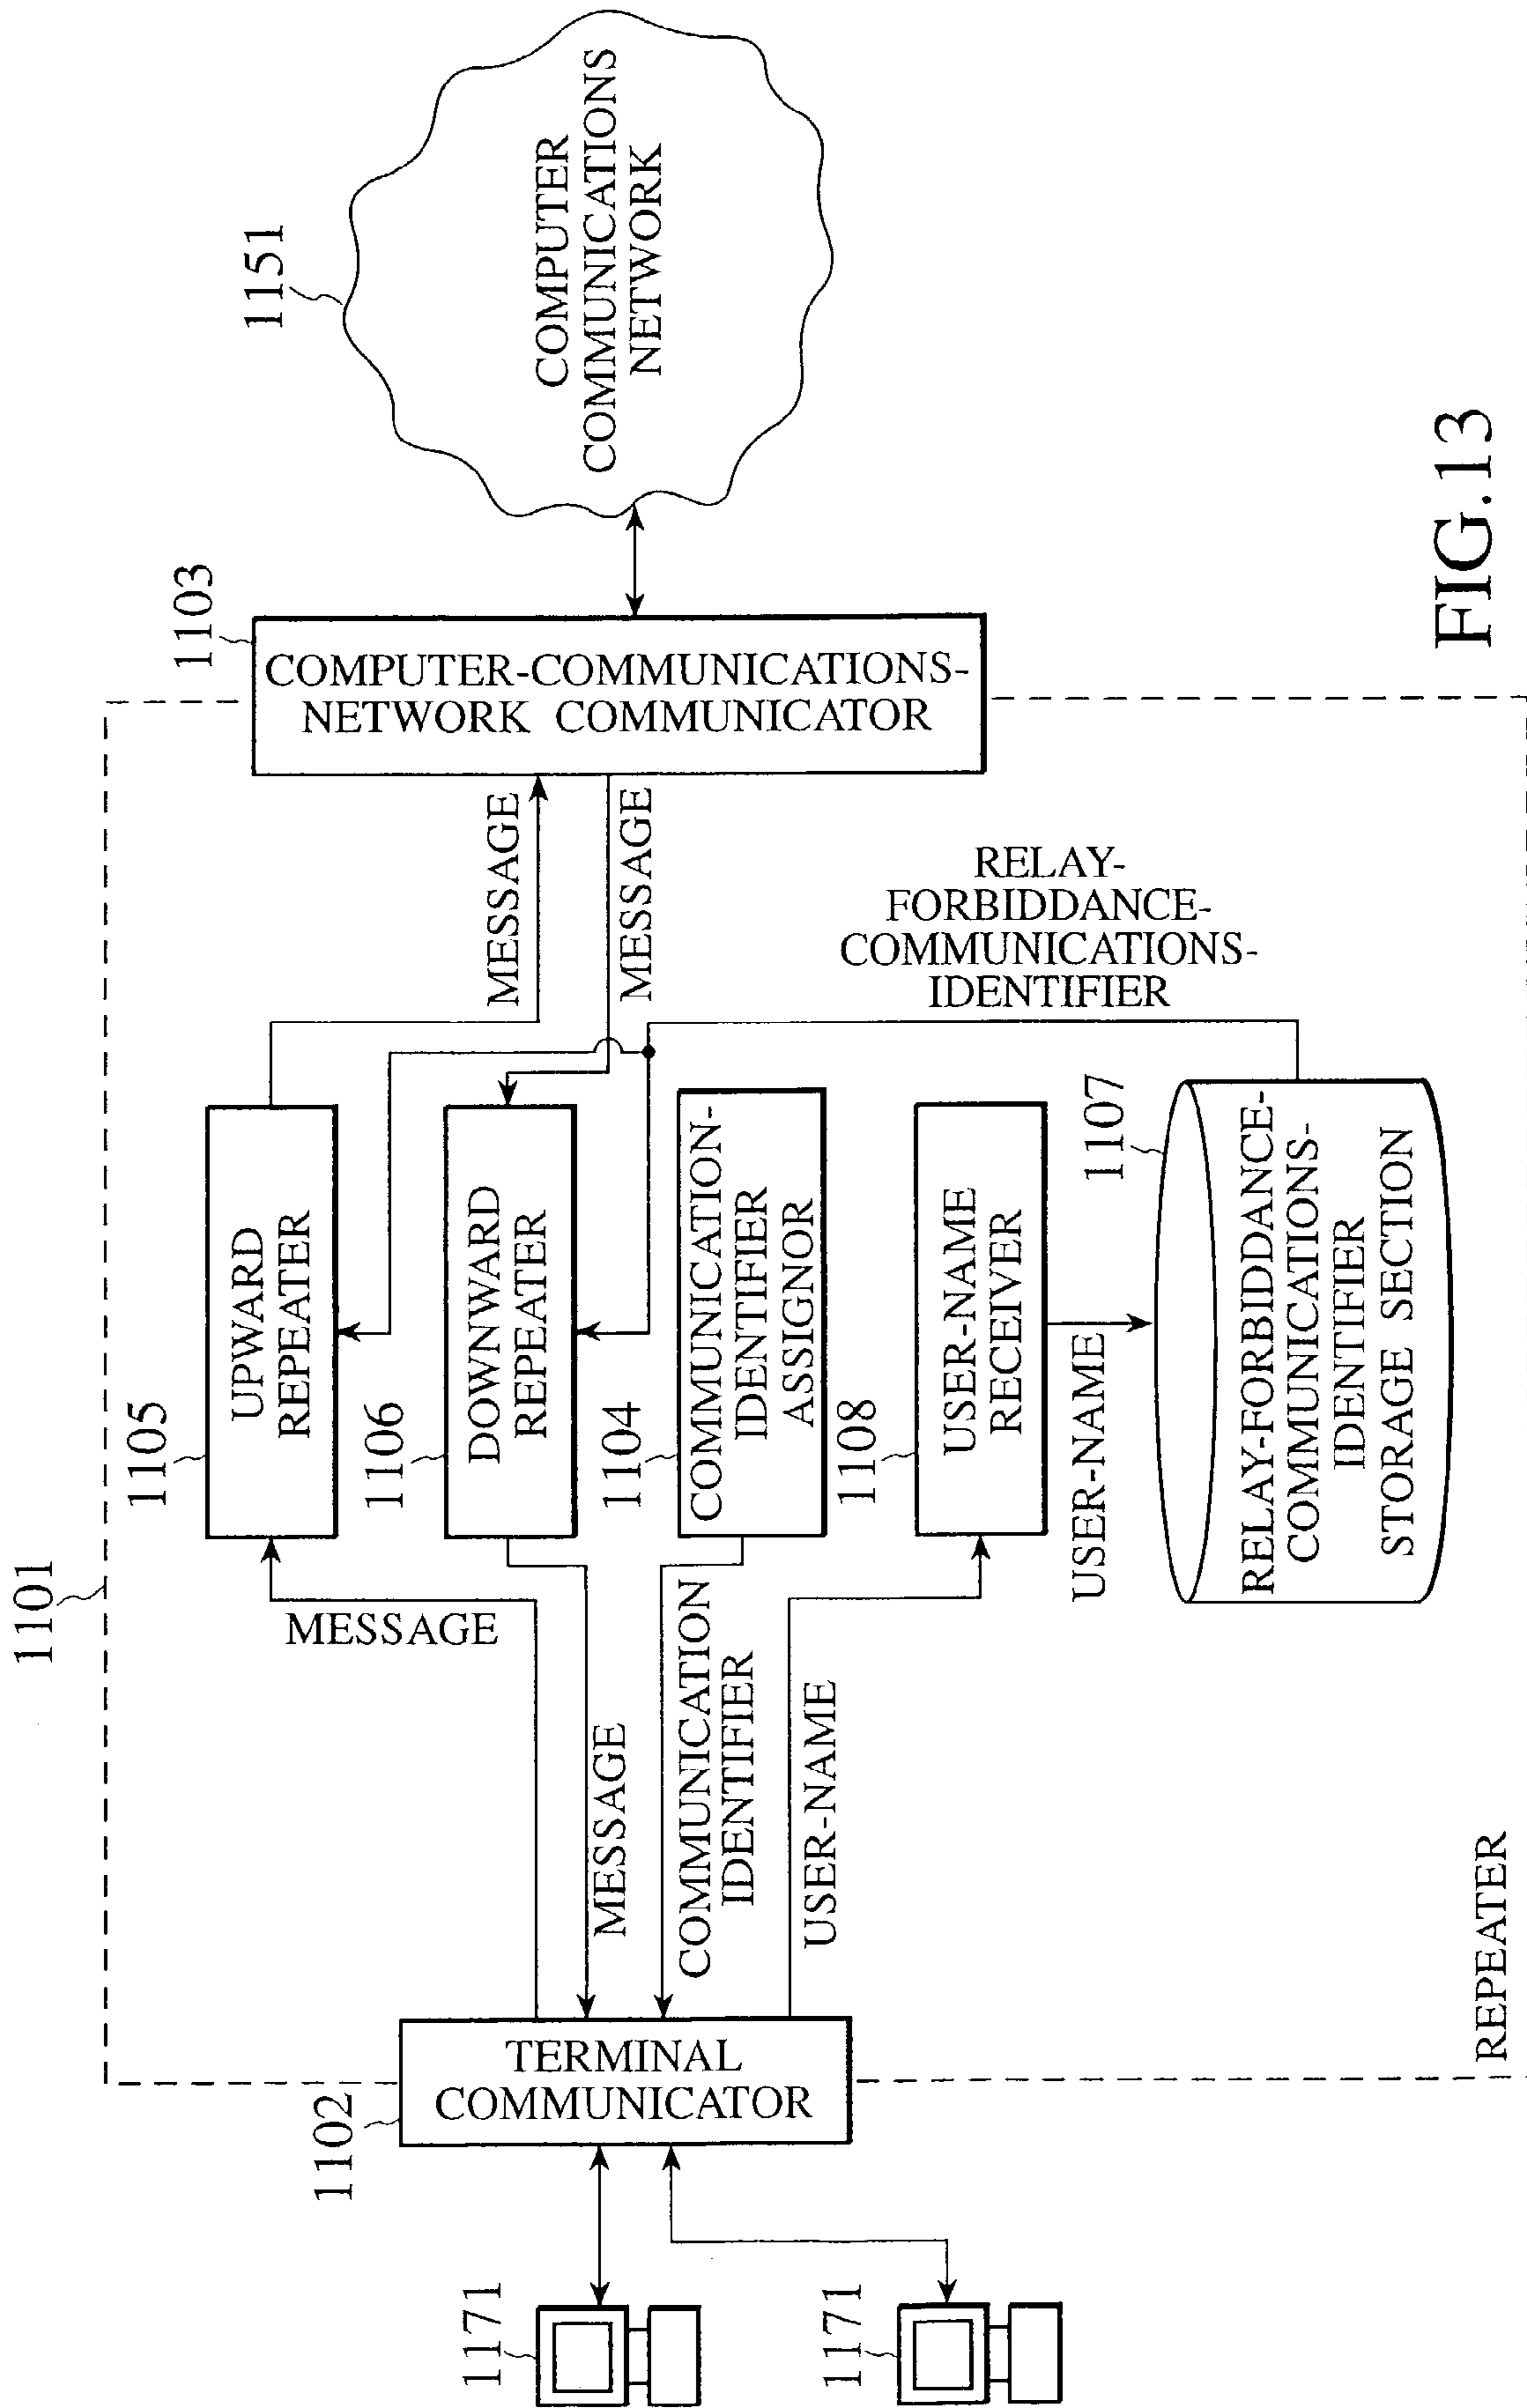 1101
1151
1103
1105
UPWARD
REPEATER
MESSAGE
MESSAGE
COMPUTER-COMMUNICATIONS-
NETWORK COMMUNICATOR
COMPUTER
COMMUNICATIONS
NETWORK
1102
TERMINAL
COMMUNICATOR
MESSAGE
1106
DOWNWARD
REPEATER
MESSAGE
1171
COMMUNICATION
IDENTIFIER
1104
COMMUNICATION-
IDENTIFIER
ASSIGNOR
USER-NAME
1108
USER-NAME
RECEIVER
RELAY-
FORBIDDANCE-
COMMUNICATIONS-
IDENTIFIER
1171
USER-NAME
1107
RELAY-FORBIDDANCE-
COMMUNICATIONS-
IDENTIFIER
STORAGE SECTION
REPEATER
FIG.13